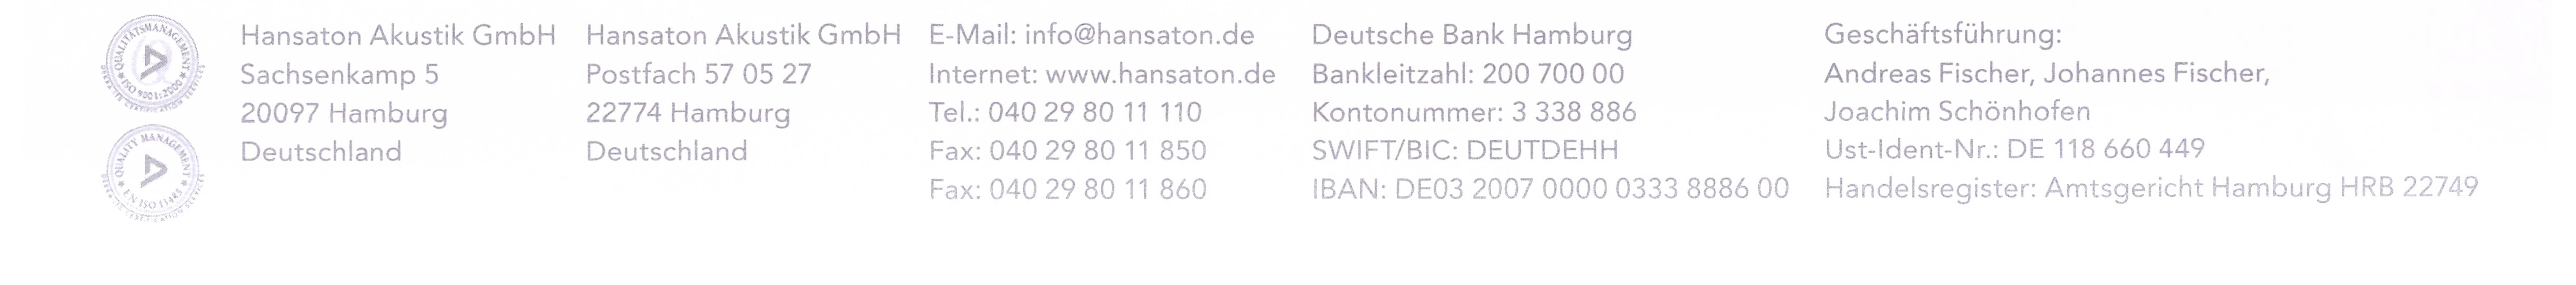 QUALITÄTSMANAGEMENT
ISO 9001:2000
QUALITY MANAGEMENT
EN ISO 13485
Hansaton Akustik GmbH
Sachsenkamp 5
20097 Hamburg
Deutschland
Hansaton Akustik GmbH
Postfach 57 05 27
22774 Hamburg
Deutschland
E-Mail: info@hansaton.de
Internet: www.hansaton.de
Tel.: 040 29 80 11 110
Fax: 040 29 80 11 850
Fax: 040 29 80 11 860
Deutsche Bank Hamburg
Bankleitzahl: 200 700 00
Kontonummer: 3 338 886
SWIFT/BIC: DEUTDEHH
IBAN: DE03 2007 0000 0333 8886 00
Geschäftsführung:
Andreas Fischer, Johannes Fischer,
Joachim Schönhofen
Ust-Ident-Nr.: DE 118 660 449
Handelsregister: Amtsgericht Hamburg HRB 22749